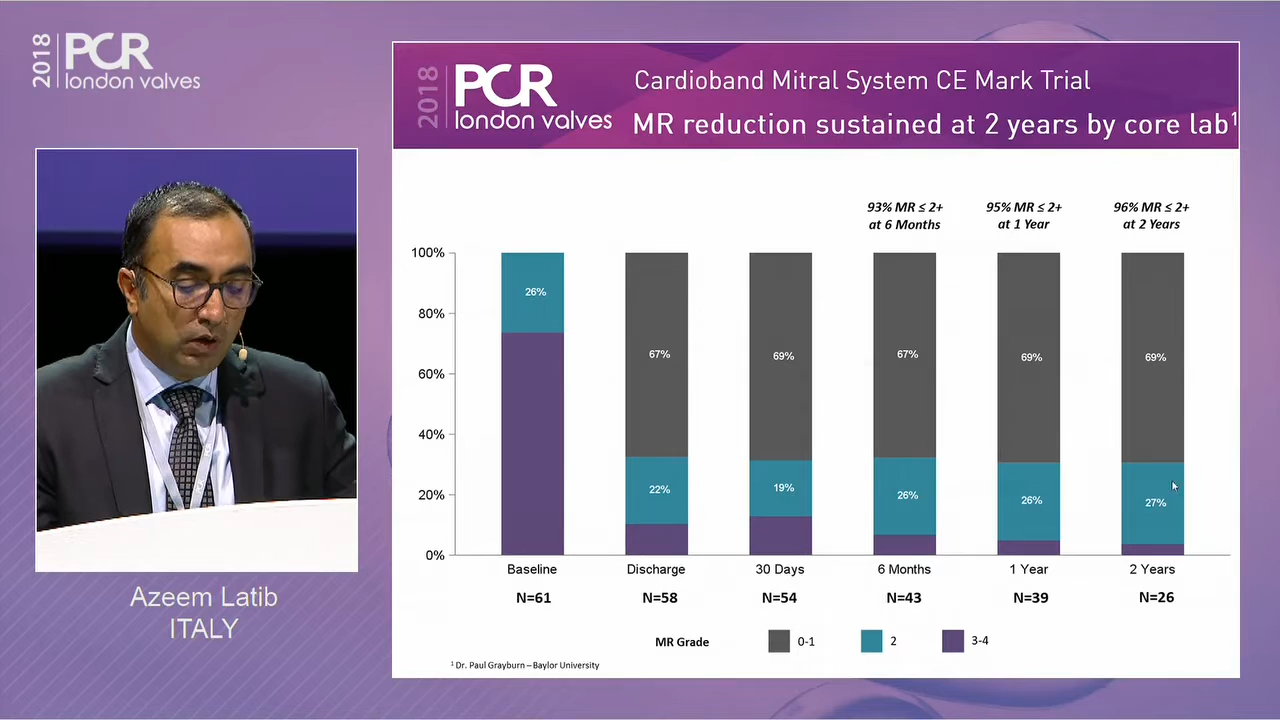 2018 PCR
london valves
2018 PCR
london valves
Cardioband Mitral System CE Mark Trial
MR reduction sustained at 2 years by core lab¹
93% MR ≤ 2+
at 6 Months
95% MR ≤ 2+
at 1 Year
96% MR ≤ 2+
at 2 Years
100%
80%
60%
40%
20%
0%
26%
67%
22%
69%
19%
67%
26%
69%
26%
69%
27%
Baseline
Discharge
30 Days
6 Months
1 Year
2 Years
N=61
N=58
N=54
N=43
N=39
N=26
MR Grade
0-1
2
3-4
¹ Dr. Paul Grayburn – Baylor University
Azeem Latib
ITALY